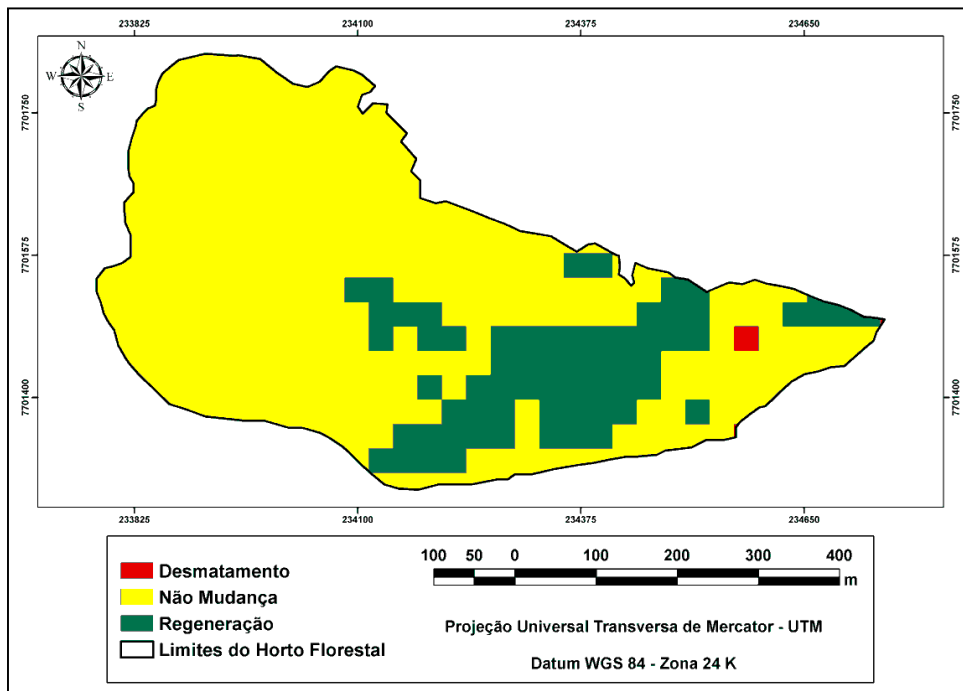 233825 234100 234375 234650
N
W E
S
7701750 7701750
7701575 7701575
7701400 7701400
233825 234100 234375 234650
Desmatamento
Não Mudança
Regeneração
Limites do Horto Florestal
100 50 0 100 200 300 400
m
Projeção Universal Transversa de Mercator - UTM
Datum WGS 84 - Zona 24 K